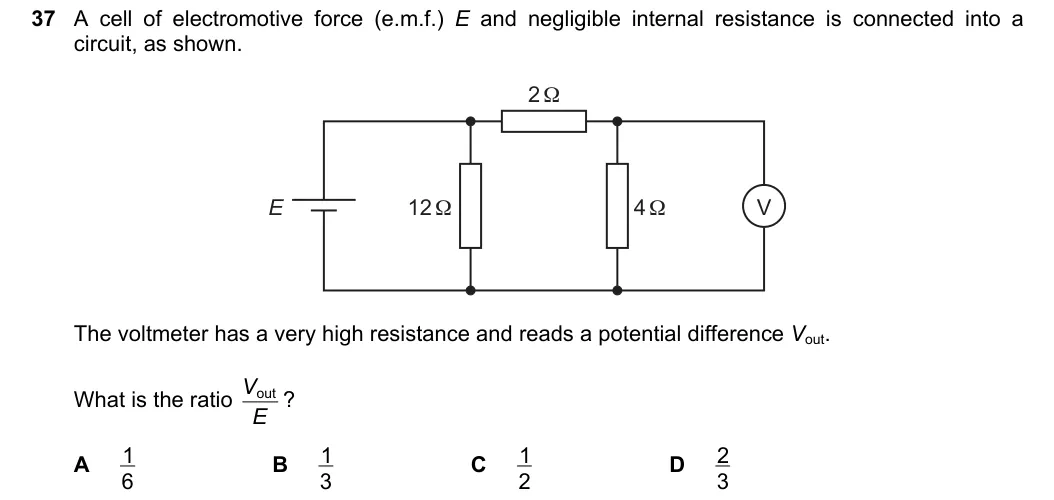 37 A cell of electromotive force (e.m.f.) E and negligible internal resistance is connected into a
circuit, as shown.
2Ω
E
12Ω
4Ω
V
The voltmeter has a very high resistance and reads a potential difference Vout.
What is the ratio Vout/E ?
A 1/6 B 1/3 C 1/2 D 2/3